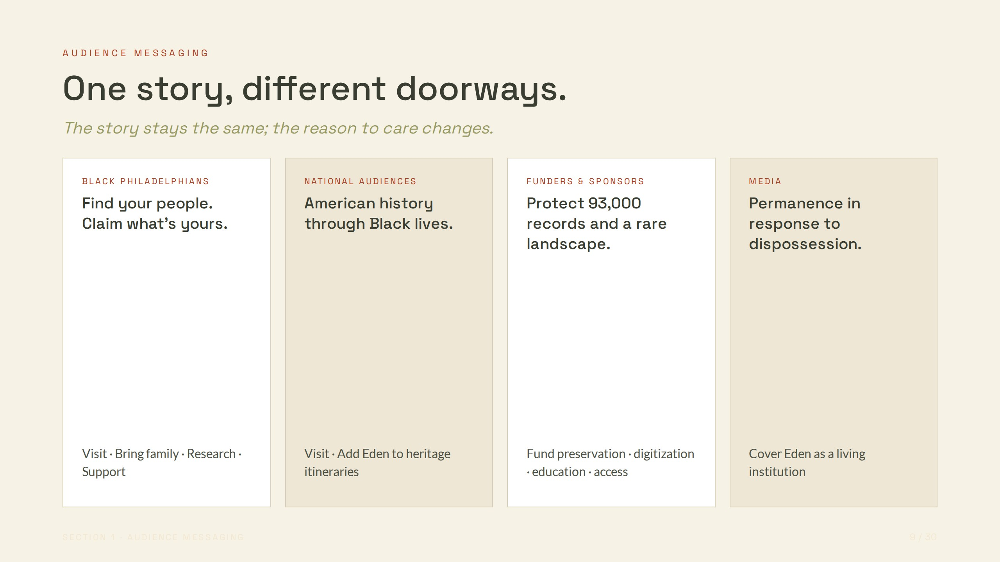 AUDIENCE MESSAGING
One story, different doorways.
The story stays the same; the reason to care changes.
BLACK PHILADELPHIANS
Find your people.
Claim what’s yours.
Visit · Bring family · Research ·
Support
NATIONAL AUDIENCES
American history
through Black lives.
Visit · Add Eden to heritage
itineraries
FUNDERS & SPONSORS
Protect 93,000
records and a rare
landscape.
Fund preservation · digitization
· education · access
MEDIA
Permanence in
response to
dispossession.
Cover Eden as a living
institution
SECTION 1 · AUDIENCE MESSAGING
9 / 30